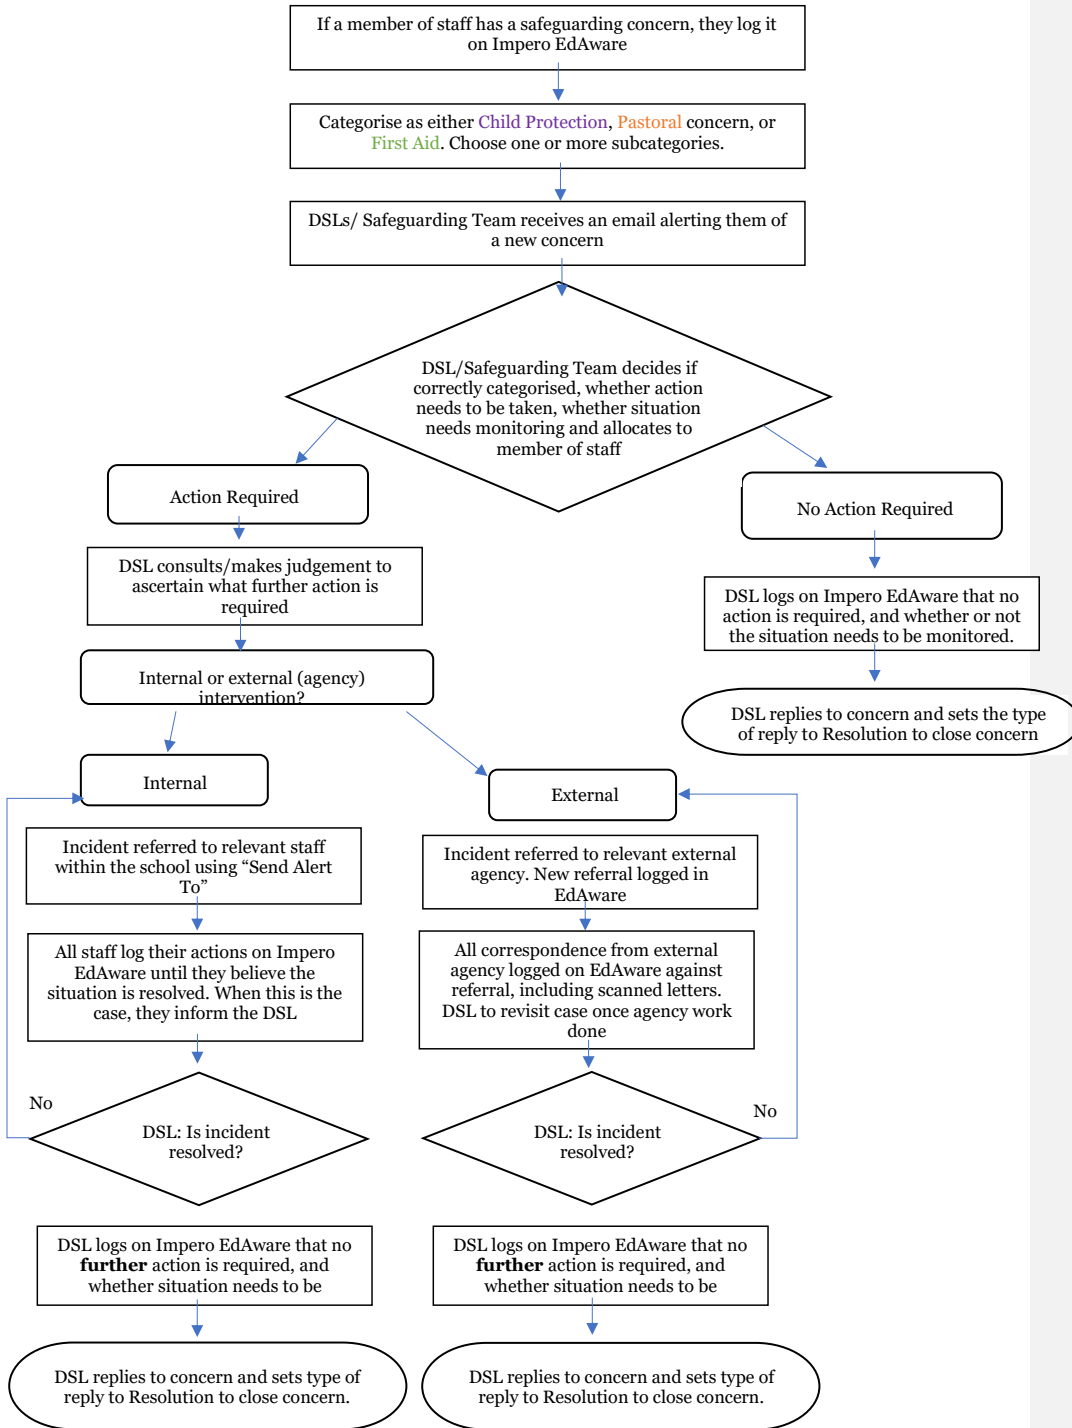 If a member of staff has a safeguarding concern, they log it
on Impero EdAware
Categorise as either Child Protection, Pastoral concern, or
First Aid. Choose one or more subcategories.
DSLs/ Safeguarding Team receives an email alerting them of
a new concern
DSL/Safeguarding Team decides if
correctly categorised, whether action
needs to be taken, whether situation
needs monitoring and allocates to
member of staff
Action Required
No Action Required
DSL consults/makes judgement to
ascertain what further action is
required
DSL logs on Impero EdAware that no
action is required, and whether or not
the situation needs to be monitored.
Internal or external (agency)
intervention?
DSL replies to concern and sets the type
of reply to Resolution to close concern
Internal
External
Incident referred to relevant staff
within the school using “Send Alert
To”
Incident referred to relevant external
agency. New referral logged in
EdAware
All staff log their actions on Impero
EdAware until they believe the
situation is resolved. When this is the
case, they inform the DSL
All correspondence from external
agency logged on EdAware against
referral, including scanned letters.
DSL to revisit case once agency work
done
No
DSL: Is incident
resolved?
No
DSL: Is incident
resolved?
DSL logs on Impero EdAware that no
further action is required, and
whether situation needs to be
DSL logs on Impero EdAware that no
further action is required, and
whether situation needs to be
DSL replies to concern and sets type of
reply to Resolution to close concern.
DSL replies to concern and sets type of
reply to Resolution to close concern.